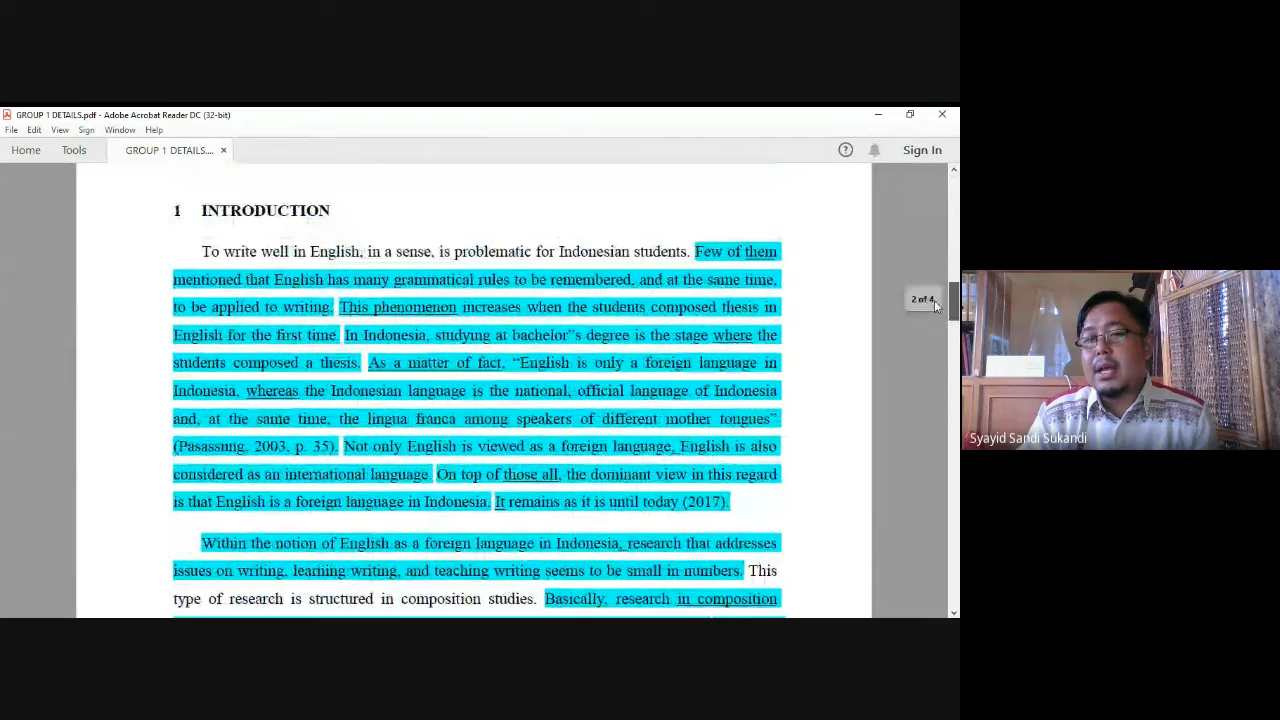 GROUP 1 DETAILS.pdf - Adobe Acrobat Reader DC (32-bit)
File Edit View Sign Window Help
Home Tools GROUP 1 DETAILS.... × Sign In
1 INTRODUCTION
To write well in English, in a sense, is problematic for Indonesian students. Few of them
mentioned that English has many grammatical rules to be remembered, and at the same time,
to be applied to writing. This phenomenon increases when the students composed thesis in
English for the first time. In Indonesia, studying at bachelor"s degree is the stage where the
students composed a thesis. As a matter of fact, “English is only a foreign language in
Indonesia, whereas the Indonesian language is the national, official language of Indonesia
and, at the same time, the lingua franca among speakers of different mother tongues”
(Pasassung, 2003, p. 35). Not only English is viewed as a foreign language, English is also
considered as an international language. On top of those all, the dominant view in this regard
is that English is a foreign language in Indonesia. It remains as it is until today (2017).
Within the notion of English as a foreign language in Indonesia, research that addresses
issues on writing, learning writing, and teaching writing seems to be small in numbers. This
type of research is structured in composition studies. Basically, research in composition
2 of 4
Syayid Sandi Sukandi